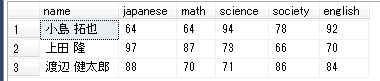 name japanese math science society english
1 小島 拓也 64 64 94 78 92
2 上田 隆 97 87 73 66 70
3 渡辺 健太郎 88 70 71 86 84